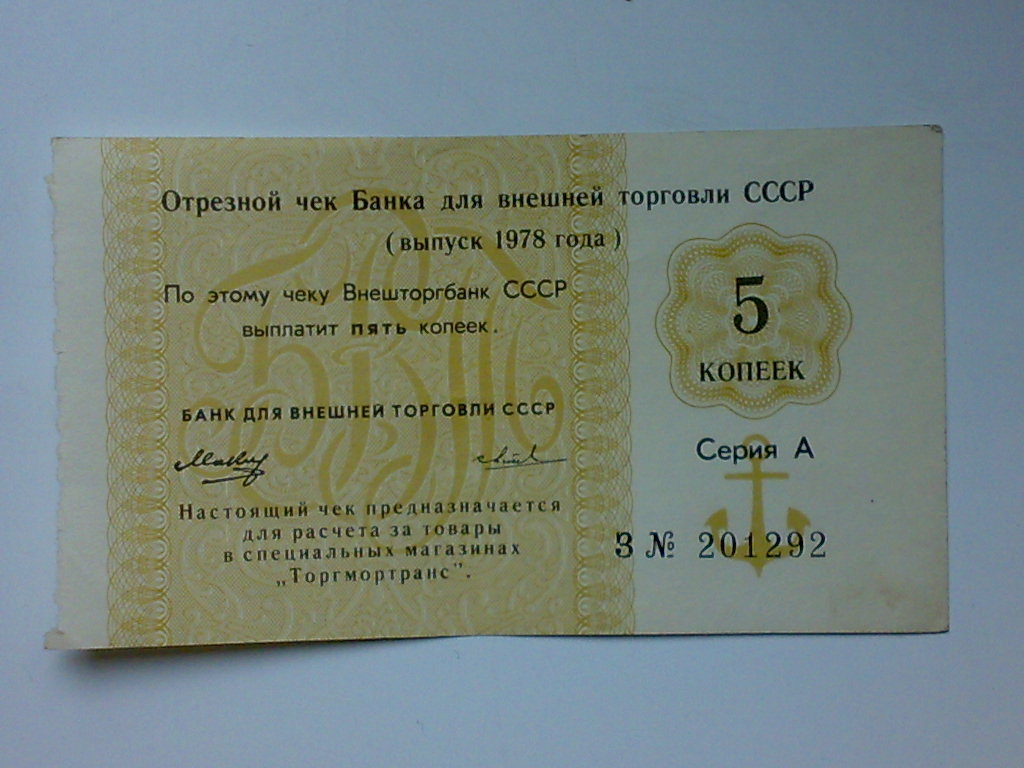 Отрезной чек Банка для внешней торговли СССР
( выпуск 1978 года )
По этому чеку Внешторгбанк СССР
выплатит пять копеек.
5
КОПЕЕК
БАНК ДЛЯ ВНЕШНЕЙ ТОРГОВЛИ СССР
Серия А
Настоящий чек предназначается
для расчета за товары
в специальных магазинах
„Торгмортранс”.
З № 201292